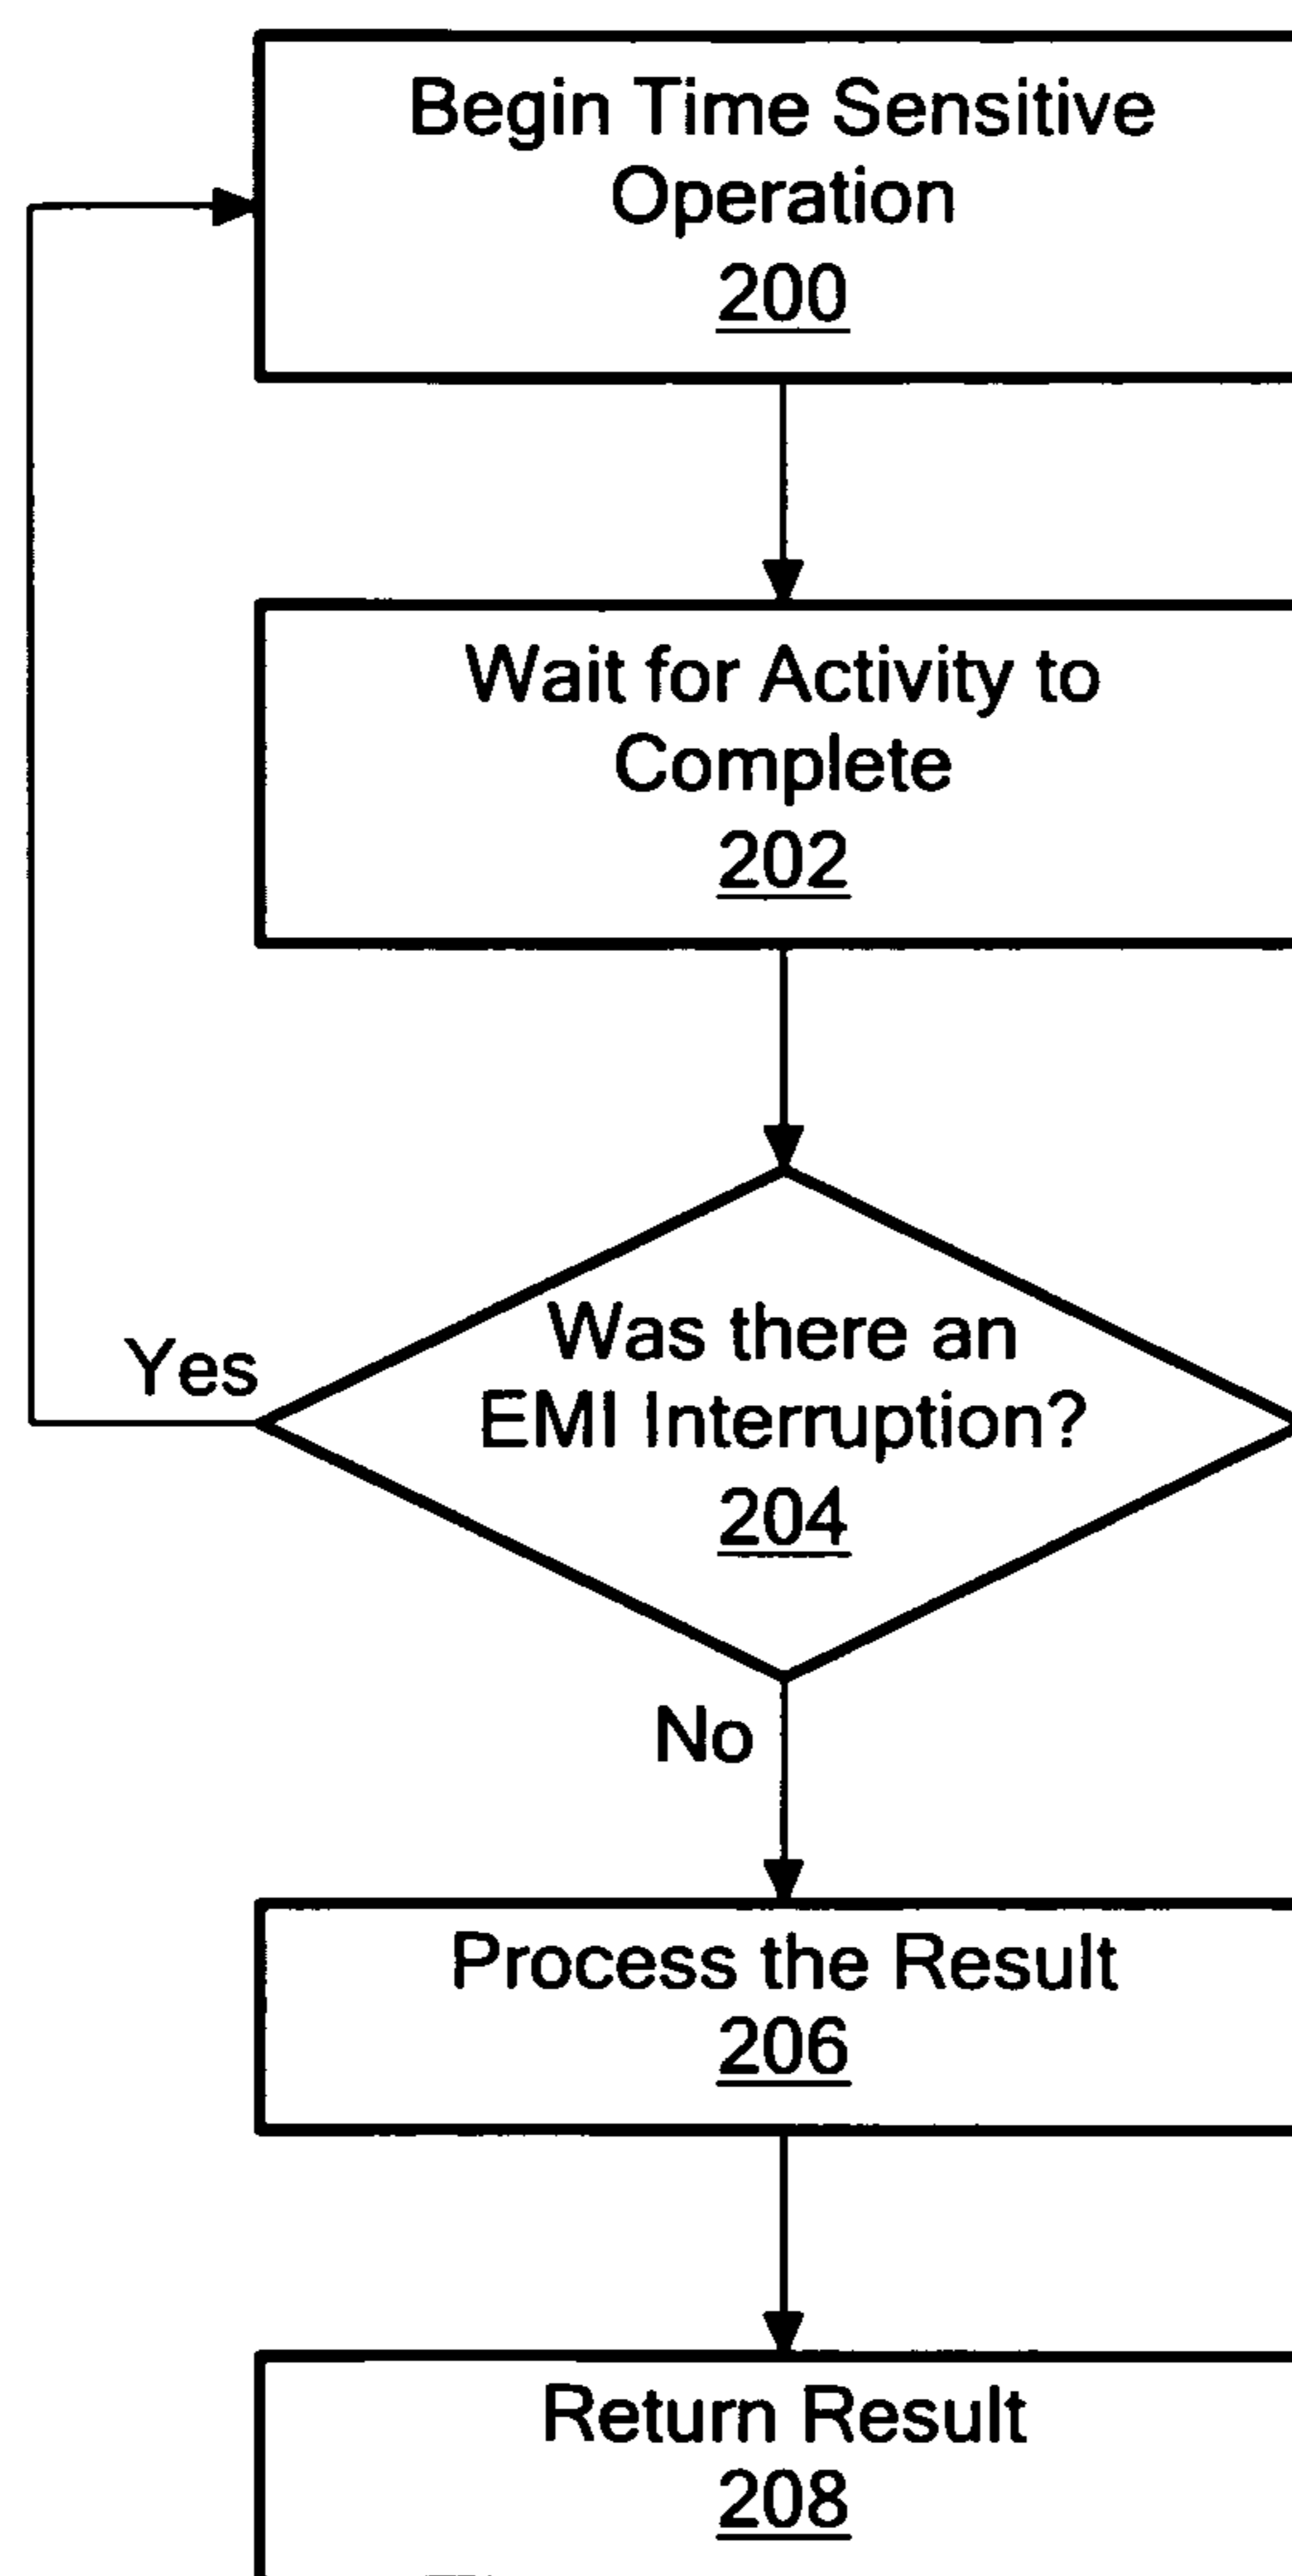 Begin Time Sensitive
Operation
200
Wait for Activity to
Complete
202
Was there an
EMI Interruption?
204
Yes
No
Process the Result
206
Return Result
208